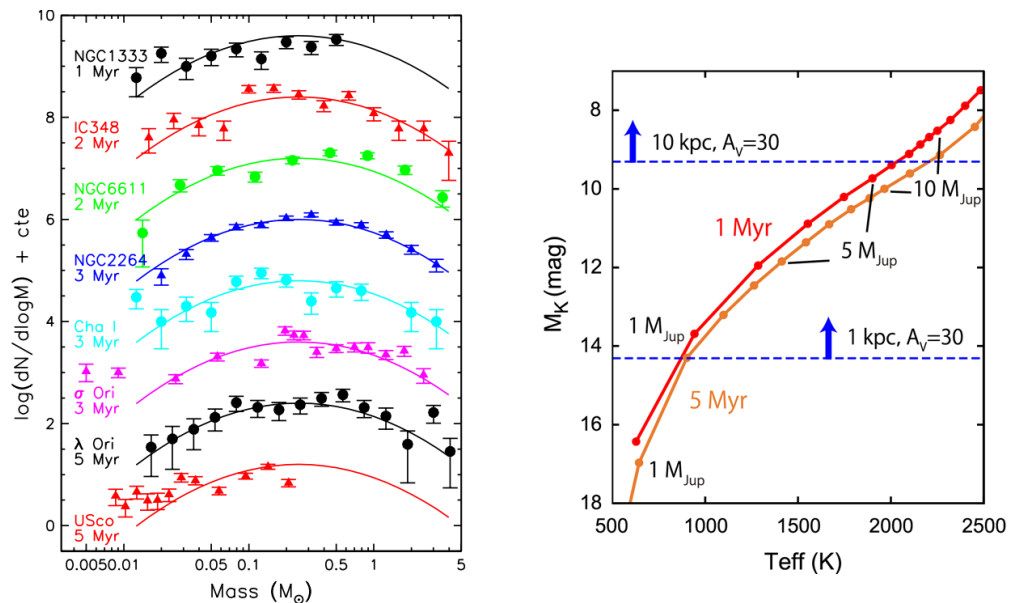 10
8
6
4
2
0
log(dN/dlogM) + cte
NGC1333
1 Myr
IC348
2 Myr
NGC6611
2 Myr
NGC2264
3 Myr
Cha I
3 Myr
σ Ori
3 Myr
λ Ori
5 Myr
USco
5 Myr
0.005
0.01
0.05
0.1
0.5
1
5
Mass (M☉)
8
10
12
14
16
18
M_K (mag)
10 kpc, A_V=30
10 M_Jup
1 Myr
5 M_Jup
1 M_Jup
1 kpc, A_V=30
5 Myr
1 M_Jup
500
1000
1500
2000
2500
Teff (K)